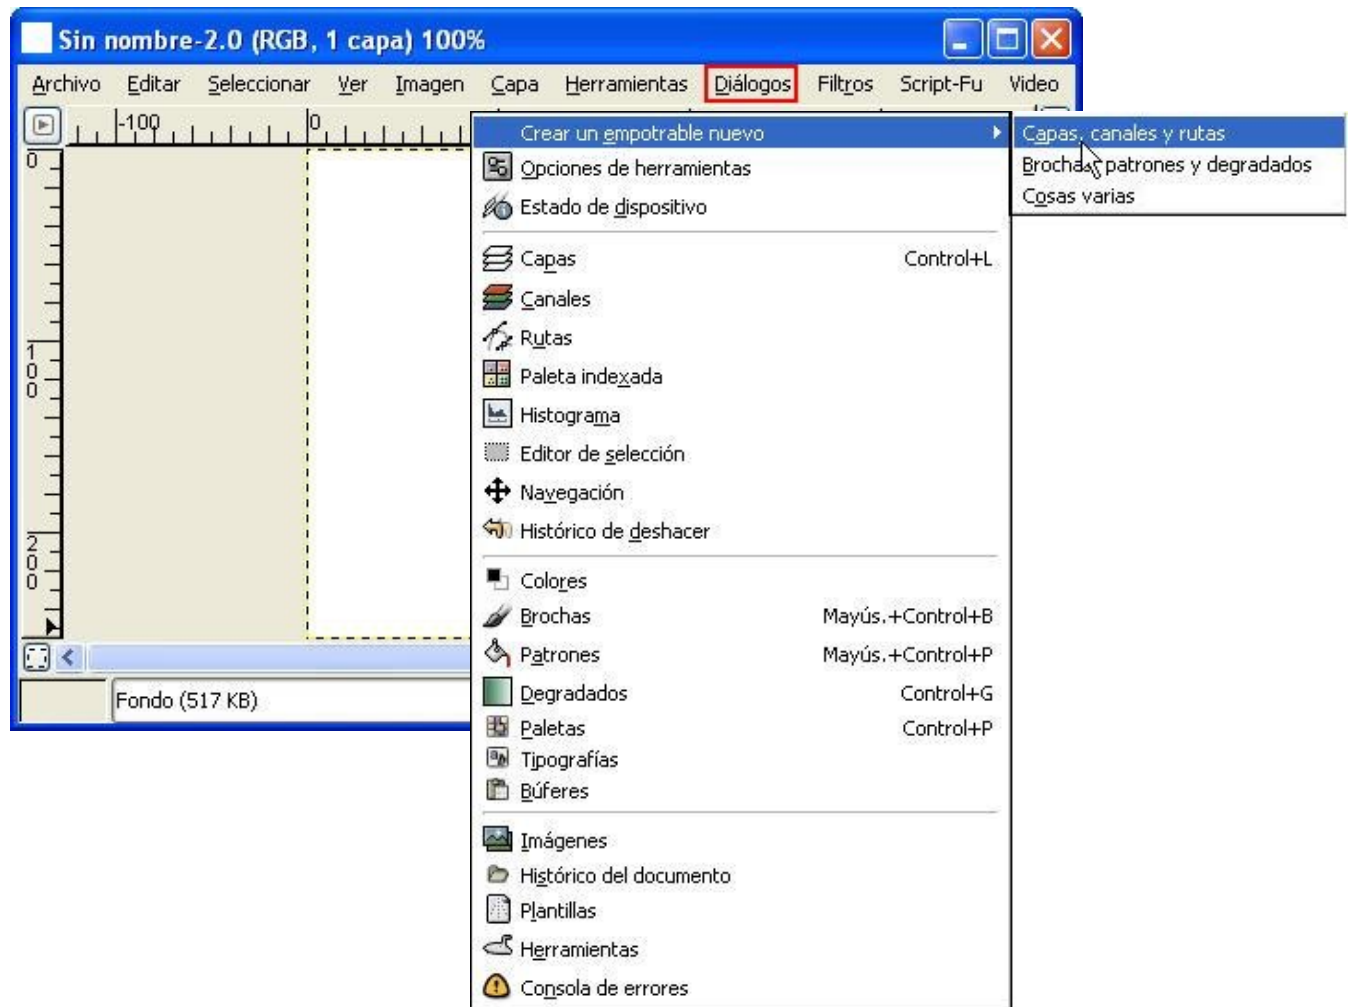 Sin nombre-2.0 (RGB, 1 capa) 100%
Archivo Editar Seleccionar Ver Imagen Capa Herramientas Diálogos Filtros Script-Fu Video
-100 0
0
100
200
Crear un empotrable nuevo
Opciones de herramientas
Estado de dispositivo
Capas Control+L
Canales
Rutas
Paleta indexada
Histograma
Editor de selección
Navegación
Histórico de deshacer
Colores
Brochas Mayús.+Control+B
Patrones Mayús.+Control+P
Degradados Control+G
Paletas Control+P
Tipografías
Búferes
Imágenes
Histórico del documento
Plantillas
Herramientas
Consola de errores
Capas, canales y rutas
Brochas, patrones y degradados
Cosas varias
Fondo (517 KB)